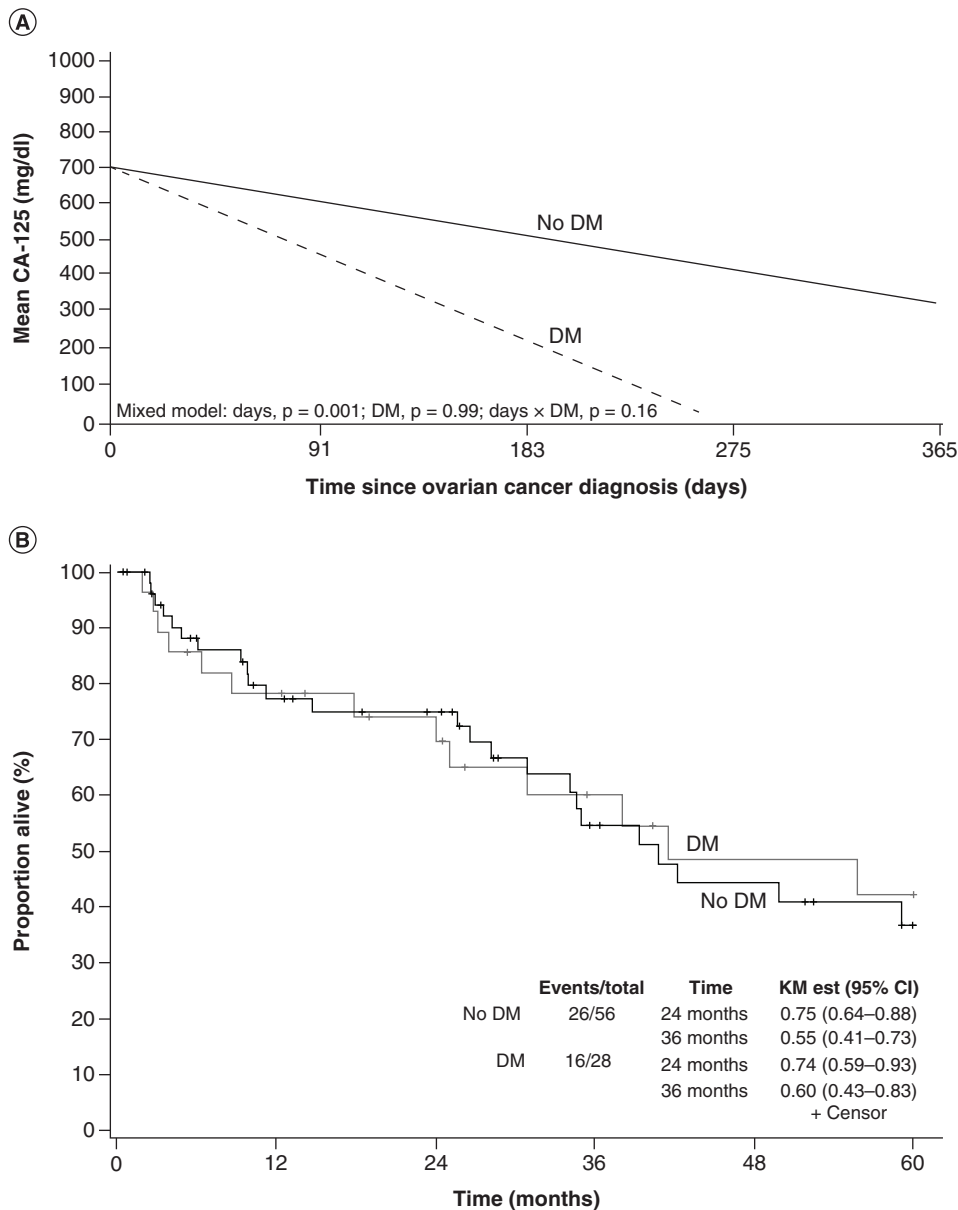 A
1000
900
800
700
600
500
400
300
200
100
0
Mean CA-125 (mg/dl)
No DM
DM
Mixed model: days, p = 0.001; DM, p = 0.99; days × DM, p = 0.16
0 91 183 275 365
Time since ovarian cancer diagnosis (days)
B
100
90
80
70
60
50
40
30
20
10
0
Proportion alive (%)
DM
No DM
Events/total Time KM est (95% CI)
No DM 26/56 24 months 0.75 (0.64–0.88)
36 months 0.55 (0.41–0.73)
DM 16/28 24 months 0.74 (0.59–0.93)
36 months 0.60 (0.43–0.83)
+ Censor
0 12 24 36 48 60
Time (months)